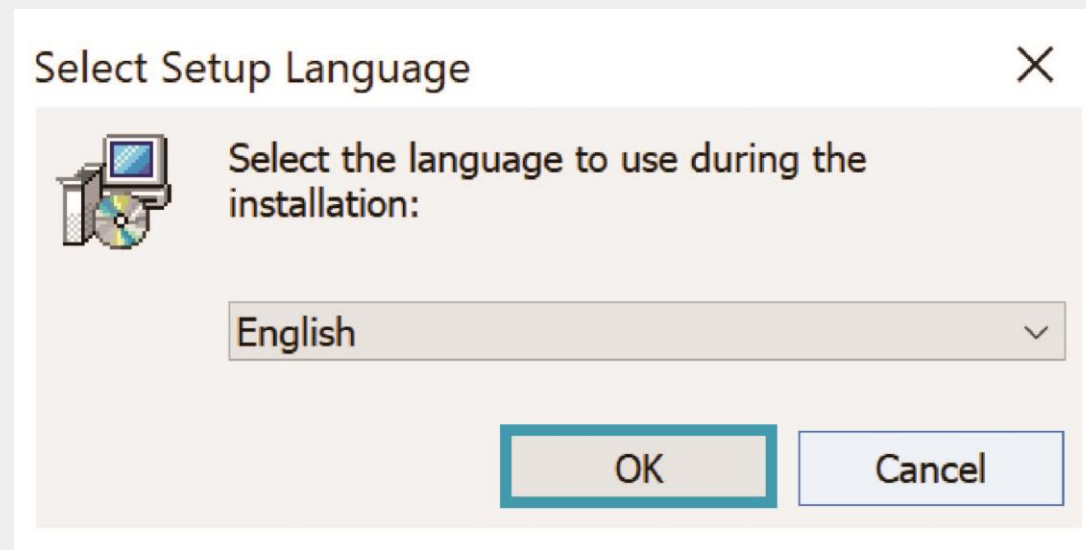 Select Setup Language
Select the language to use during the
installation:
English
OK
Cancel